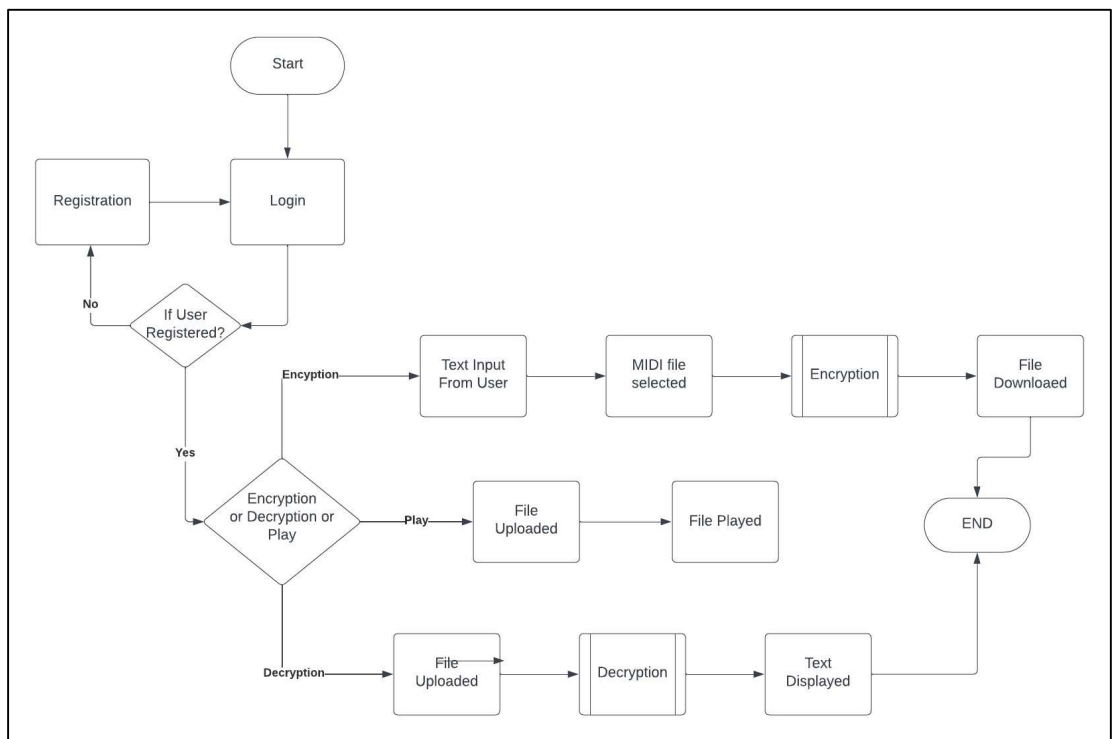 Start
Registration
Login
No
If User
Registered?
Yes
Encyption
Text Input
From User
MIDI file
selected
Encryption
File
Downloaed
Encryption
or Decryption or
Play
Play
File
Uploaded
File Played
END
Decryption
File
Uploaded
Decryption
Text
Displayed